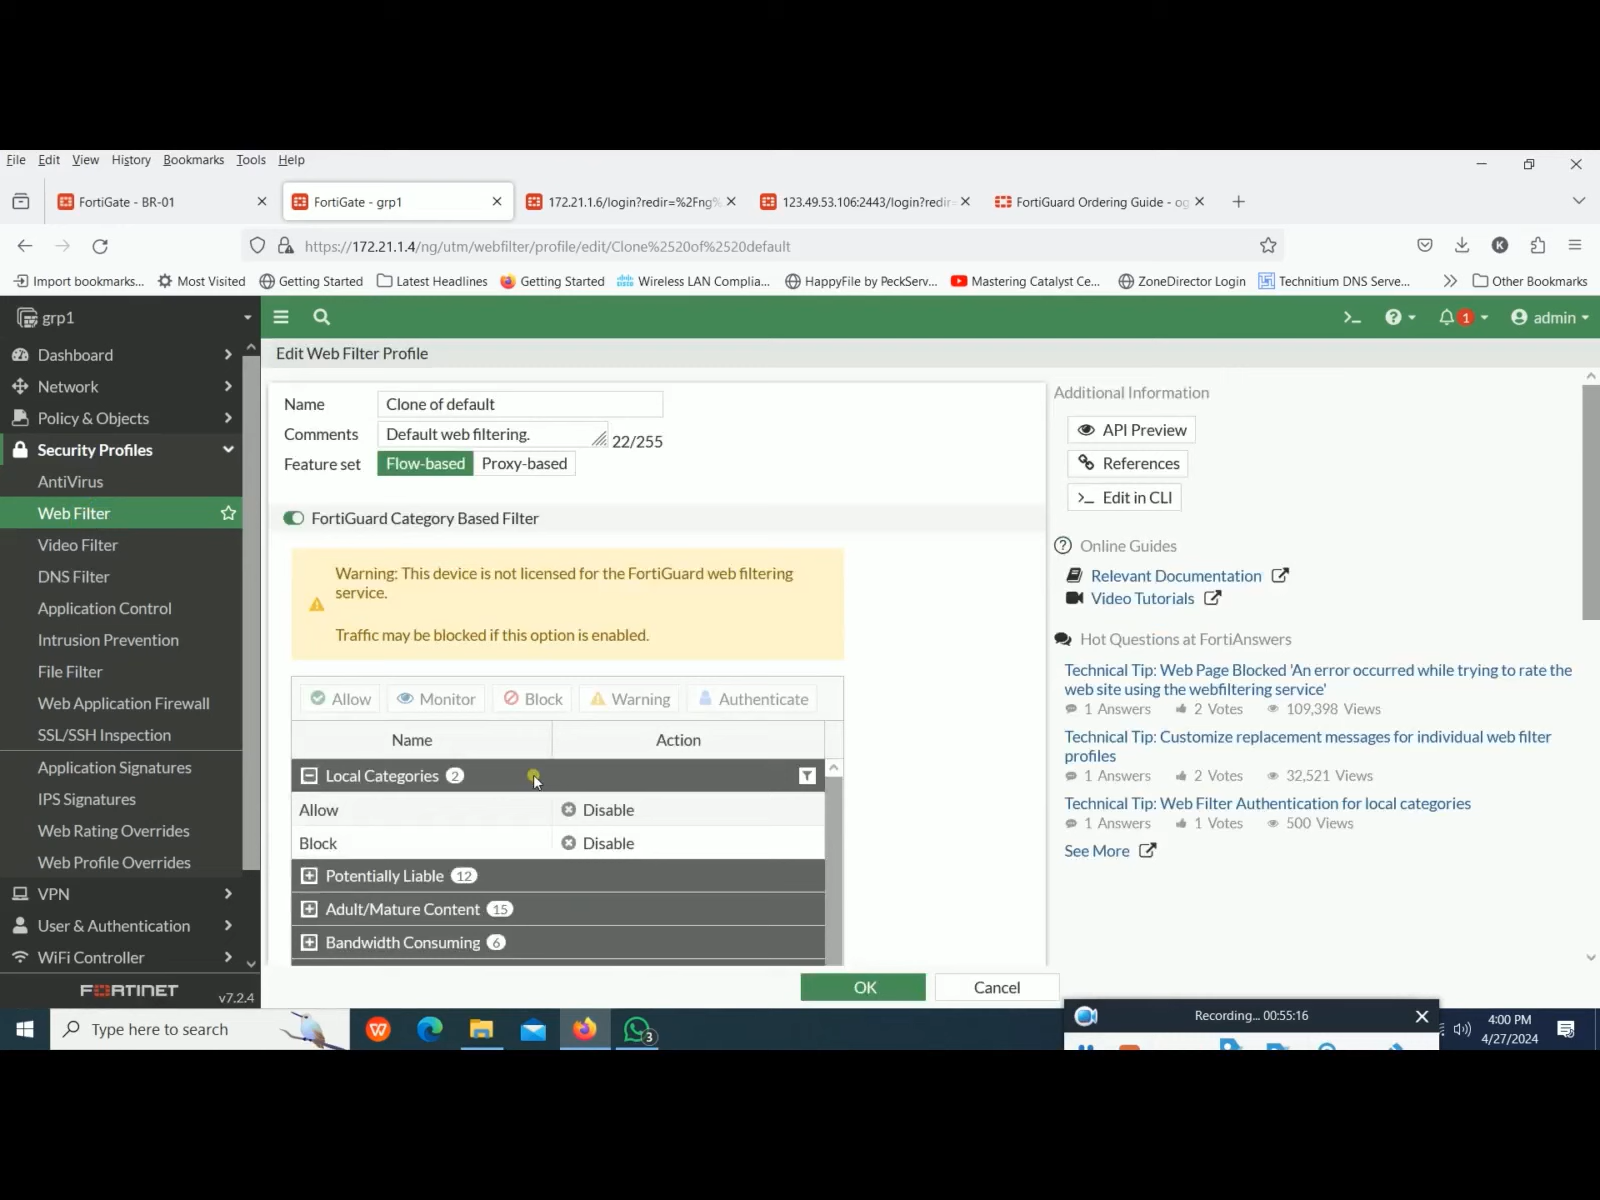 File Edit View History Bookmarks Tools Help
FortiGate - BR-01
FortiGate - grp1
172.21.1.6/login?redir=%2Fng%
123.49.53.106:2443/login?redir=
FortiGuard Ordering Guide - og
https://172.21.1.4/ng/utm/webfilter/profile/edit/Clone%2520of%2520default
K
Import bookmarks... Most Visited Getting Started Latest Headlines Getting Started Wireless LAN Complia... HappyFile by PeckServ... Mastering Catalyst Ce... ZoneDirector Login Technitium DNS Serve... Other Bookmarks
grp1
1
admin
Dashboard
Network
Policy & Objects
Security Profiles
AntiVirus
Web Filter
Video Filter
DNS Filter
Application Control
Intrusion Prevention
File Filter
Web Application Firewall
SSL/SSH Inspection
Application Signatures
IPS Signatures
Web Rating Overrides
Web Profile Overrides
VPN
User & Authentication
WiFi Controller
FORTINET
v7.2.4
Edit Web Filter Profile
Name Clone of default
Comments Default web filtering. 22/255
Feature set Flow-based Proxy-based
FortiGuard Category Based Filter
Warning: This device is not licensed for the FortiGuard web filtering
service.
Traffic may be blocked if this option is enabled.
Allow Monitor Block Warning Authenticate
Name Action
Local Categories 2
Allow Disable
Block Disable
Potentially Liable 12
Adult/Mature Content 15
Bandwidth Consuming 6
OK Cancel
Additional Information
API Preview
References
>_ Edit in CLI
Online Guides
Relevant Documentation
Video Tutorials
Hot Questions at FortiAnswers
Technical Tip: Web Page Blocked 'An error occurred while trying to rate the
web site using the webfiltering service'
1 Answers 2 Votes 109,398 Views
Technical Tip: Customize replacement messages for individual web filter
profiles
1 Answers 2 Votes 32,521 Views
Technical Tip: Web Filter Authentication for local categories
1 Answers 1 Votes 500 Views
See More
Type here to search
3
Recording... 00:55:16
4:00 PM
4/27/2024